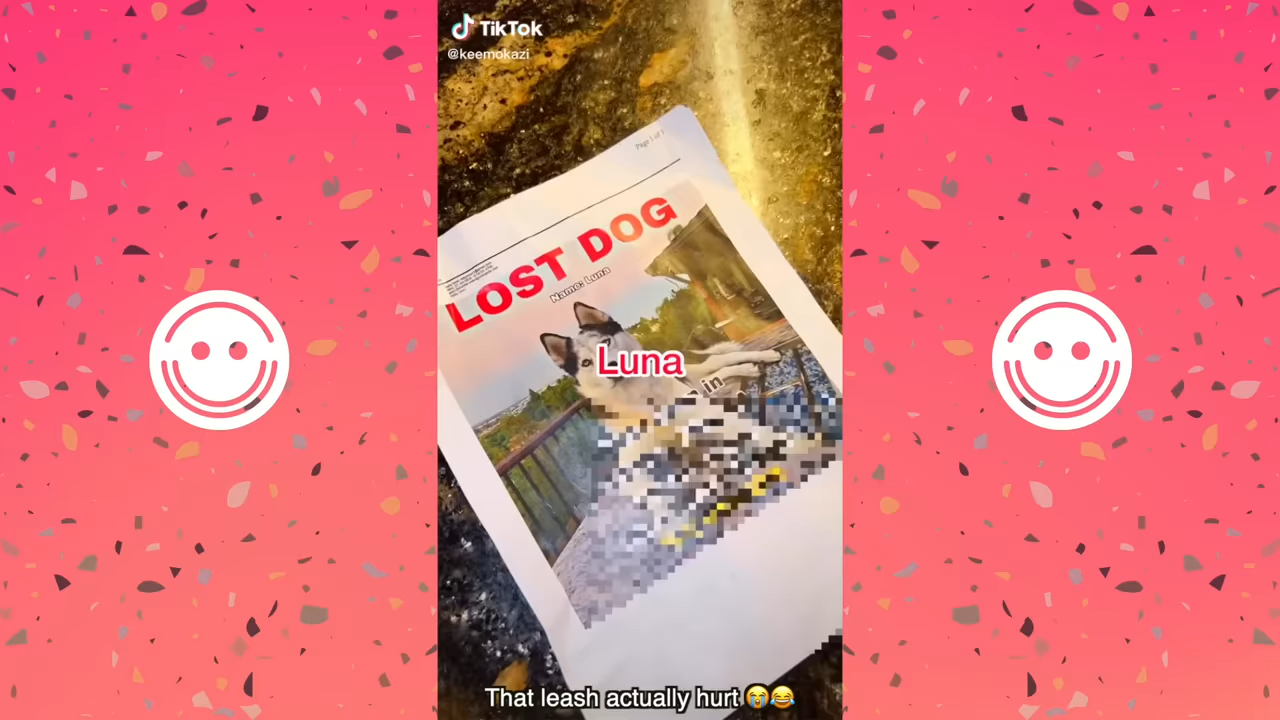 TikTok
@keemokazi
Page 1 of 1
LOST DOG
Name: Luna
Luna
in
That leash actually hurt 😭😂